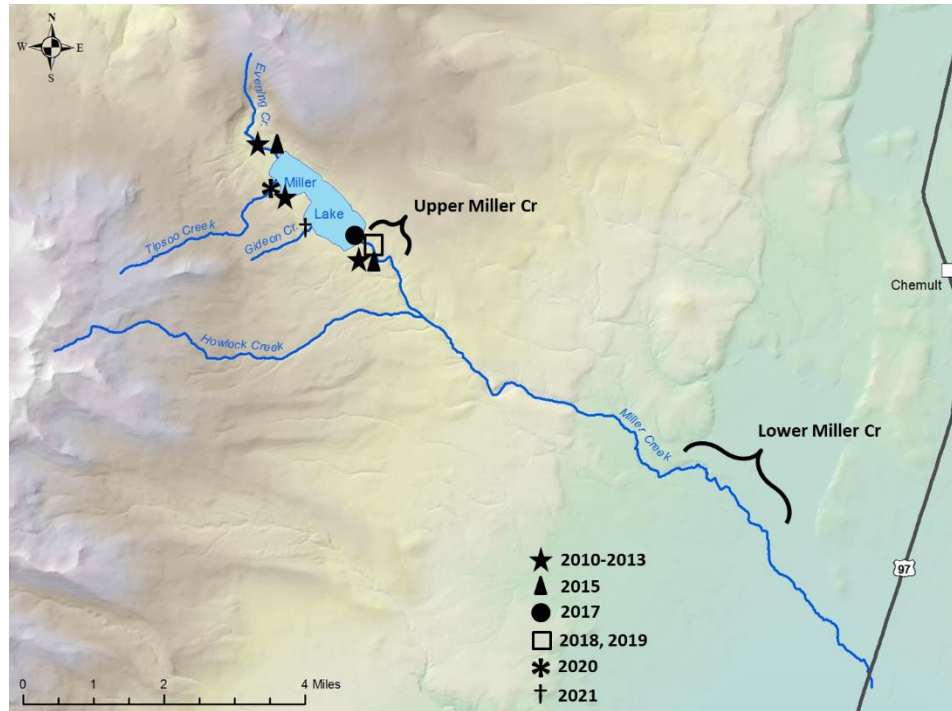 N
W E
S
Evening Cr.
Miller
Lake
Upper Miller Cr
Tipsoo Creek
Gideon Cr.
Chemult
Howlock Creek
Miller Creek
Lower Miller Cr
97
2010-2013
2015
2017
2018, 2019
2020
2021
0 1 2 4 Miles